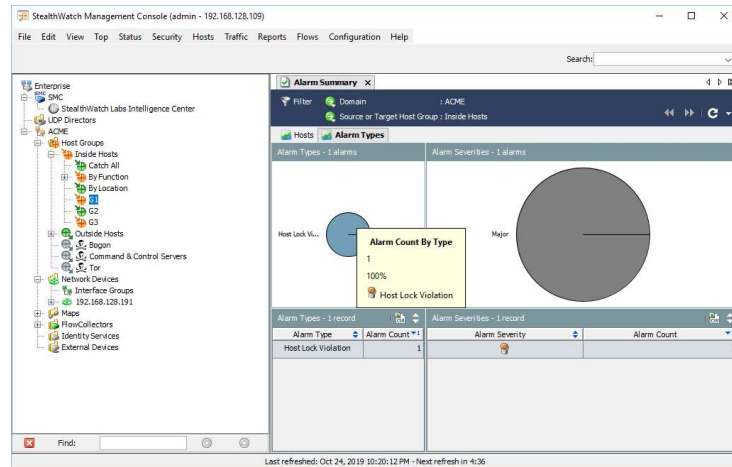 StealthWatch Management Console (admin - 192.168.128.109)
File Edit View Top Status Security Hosts Traffic Reports Flows Configuration Help
Search:
Enterprise
SMC
StealthWatch Labs Intelligence Center
UDP Directors
ACME
Host Groups
Inside Hosts
Catch All
By Function
By Location
G1
G2
G3
Outside Hosts
Bogon
Command & Control Servers
Tor
Network Devices
Interface Groups
192.168.128.191
Maps
FlowCollectors
Identity Services
External Devices
Find:
Alarm Summary
Filter Domain : ACME
Source or Target Host Group : Inside Hosts
Hosts Alarm Types
Alarm Types - 1 alarms
Host Lock Vi...
Alarm Count By Type
1
100%
Host Lock Violation
Alarm Severities - 1 alarms
Major
Alarm Types - 1 record
Alarm Type Alarm Count 1
Host Lock Violation 1
Alarm Severities - 1 record
Alarm Severity Alarm Count
Last refreshed: Oct 24, 2019 10:20:12 PM - Next refresh in 4:36